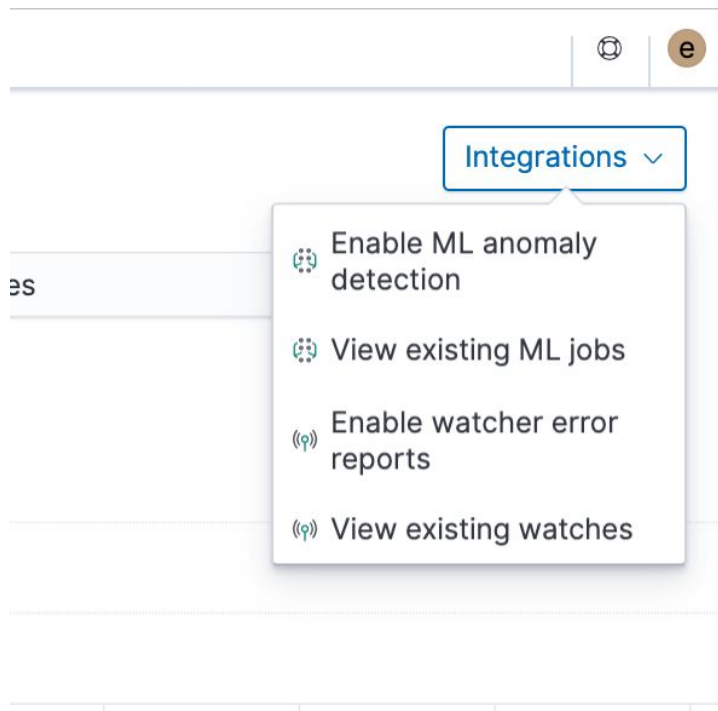 e
Integrations
Enable ML anomaly
detection
es
View existing ML jobs
Enable watcher error
reports
View existing watches